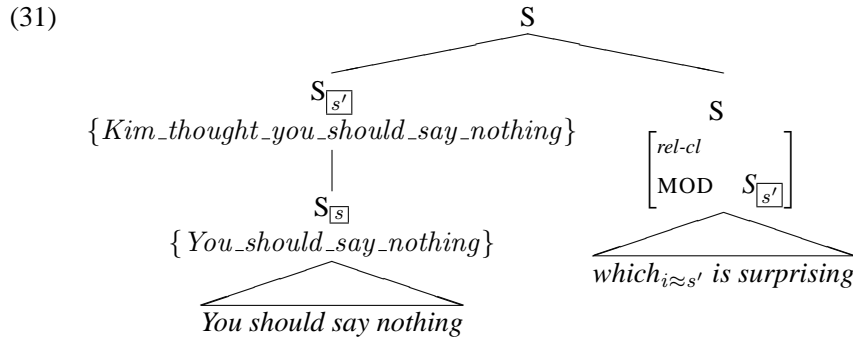 (31)
S
S s′
{Kim_thought_you_should_say_nothing}
S
rel-cl
MOD S s′
S s
{You_should_say_nothing}
which i≈s′ is surprising
You should say nothing